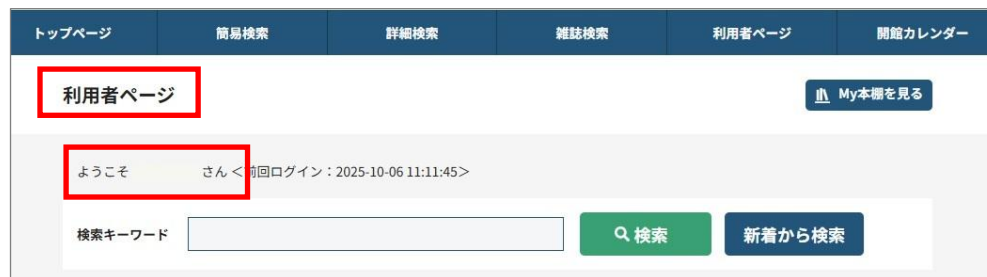 トップページ 簡易検索 詳細検索 雑誌検索 利用者ページ 開館カレンダー
利用者ページ My本棚を見る
ようこそ さん <前回ログイン：2025-10-06 11:11:45>
検索キーワード 検索 新着から検索